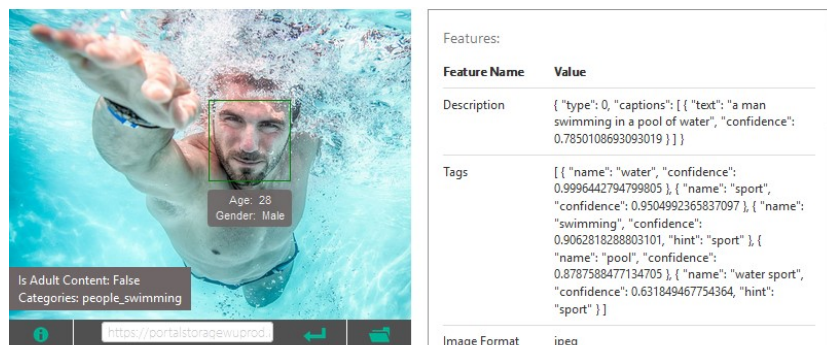 Age: 28
Gender: Male
Is Adult Content: False
Categories: people_swimming
https://portalstoragewuprod.
Features:
Feature Name Value
Description { "type": 0, "captions": [ { "text": "a man
swimming in a pool of water", "confidence":
0.7850108693093019 } ] }
Tags [ { "name": "water", "confidence":
0.9996442794799805 }, { "name": "sport",
"confidence": 0.9504992365837097 }, { "name":
"swimming", "confidence":
0.9062818288803101, "hint": "sport" }, {
"name": "pool", "confidence":
0.8787588477134705 }, { "name": "water sport",
"confidence": 0.631849467754364, "hint":
"sport" } ]
Image Format jpeg